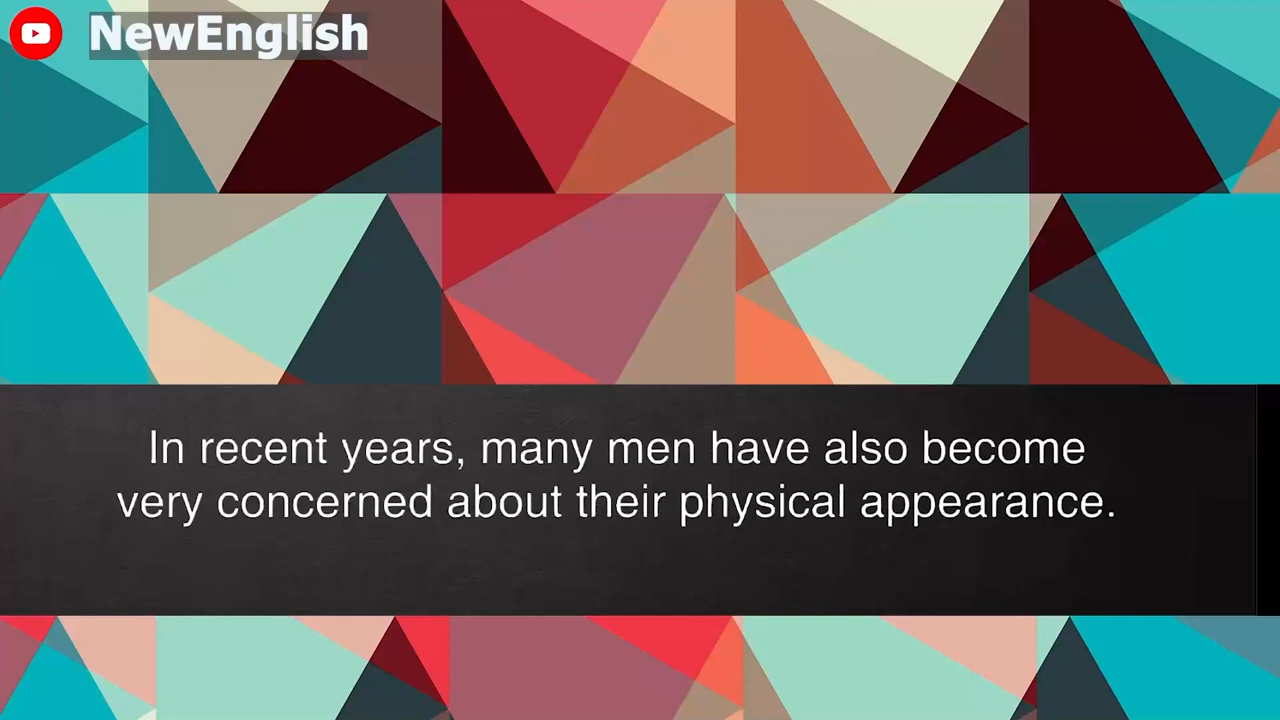 NewEnglish
In recent years, many men have also become
very concerned about their physical appearance.